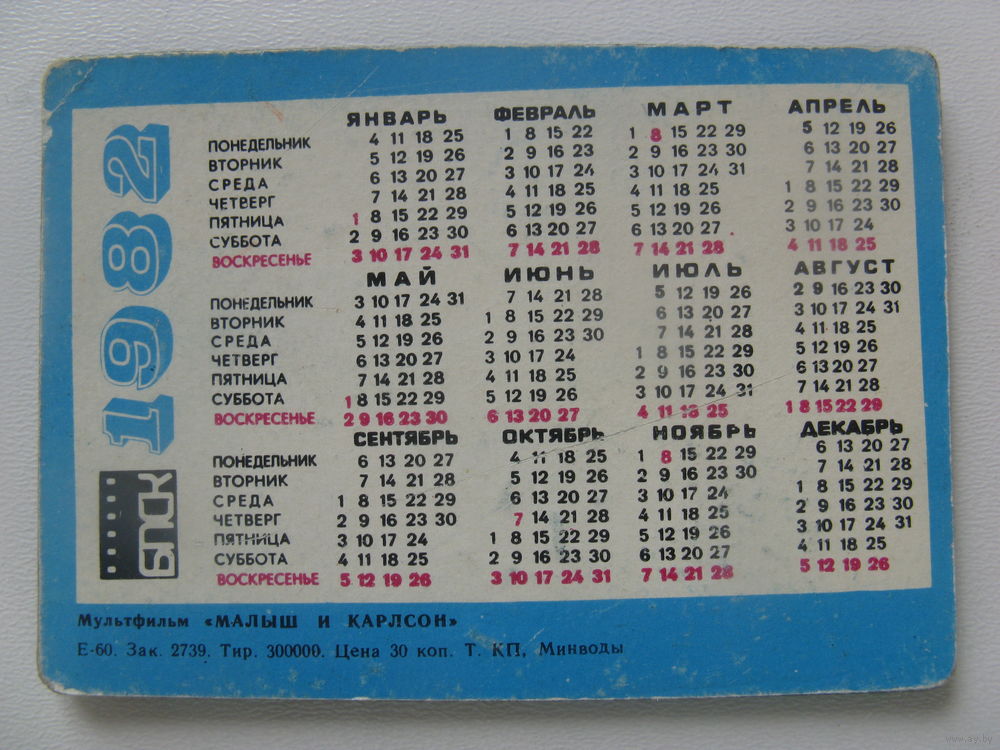 1982
ЯНВАРЬ ФЕВРАЛЬ МАРТ АПРЕЛЬ
ПОНЕДЕЛЬНИК 4 11 18 25 1 8 15 22 1 8 15 22 29 5 12 19 26
ВТОРНИК 5 12 19 26 2 9 16 23 2 9 16 23 30 6 13 20 27
СРЕДА 6 13 20 27 3 10 17 24 3 10 17 24 31 7 14 21 28
ЧЕТВЕРГ 7 14 21 28 4 11 18 25 4 11 18 25 1 8 15 22 29
ПЯТНИЦА 1 8 15 22 29 5 12 19 26 5 12 19 26 2 9 16 23 30
СУББОТА 2 9 16 23 30 6 13 20 27 6 13 20 27 3 10 17 24
ВОСКРЕСЕНЬЕ 3 10 17 24 31 7 14 21 28 7 14 21 28 4 11 18 25
МАЙ ИЮНЬ ИЮЛЬ АВГУСТ
ПОНЕДЕЛЬНИК 3 10 17 24 31 7 14 21 28 5 12 19 26 2 9 16 23 30
ВТОРНИК 4 11 18 25 1 8 15 22 29 6 13 20 27 3 10 17 24 31
СРЕДА 5 12 19 26 2 9 16 23 30 7 14 21 28 4 11 18 25
ЧЕТВЕРГ 6 13 20 27 3 10 17 24 1 8 15 22 29 5 12 19 26
ПЯТНИЦА 7 14 21 28 4 11 18 25 2 9 16 23 30 6 13 20 27
СУББОТА 1 8 15 22 29 5 12 19 26 3 10 17 24 31 7 14 21 28
ВОСКРЕСЕНЬЕ 2 9 16 23 30 6 13 20 27 4 11 18 25 1 8 15 22 29
СЕНТЯБРЬ ОКТЯБРЬ НОЯБРЬ ДЕКАБРЬ
ПОНЕДЕЛЬНИК 6 13 20 27 4 11 18 25 1 8 15 22 29 6 13 20 27
ВТОРНИК 7 14 21 28 5 12 19 26 2 9 16 23 30 7 14 21 28
СРЕДА 1 8 15 22 29 6 13 20 27 3 10 17 24 1 8 15 22 29
ЧЕТВЕРГ 2 9 16 23 30 7 14 21 28 4 11 18 25 2 9 16 23 30
ПЯТНИЦА 3 10 17 24 1 8 15 22 29 5 12 19 26 3 10 17 24 31
СУББОТА 4 11 18 25 2 9 16 23 30 6 13 20 27 4 11 18 25
ВОСКРЕСЕНЬЕ 5 12 19 26 3 10 17 24 31 7 14 21 28 5 12 19 26
БПСК
Мультфильм «МАЛЫШ И КАРЛСОН»
Е-60. Зак. 2739. Тир. 300000. Цена 30 коп. Т. КП, Минводы
www.ay.by